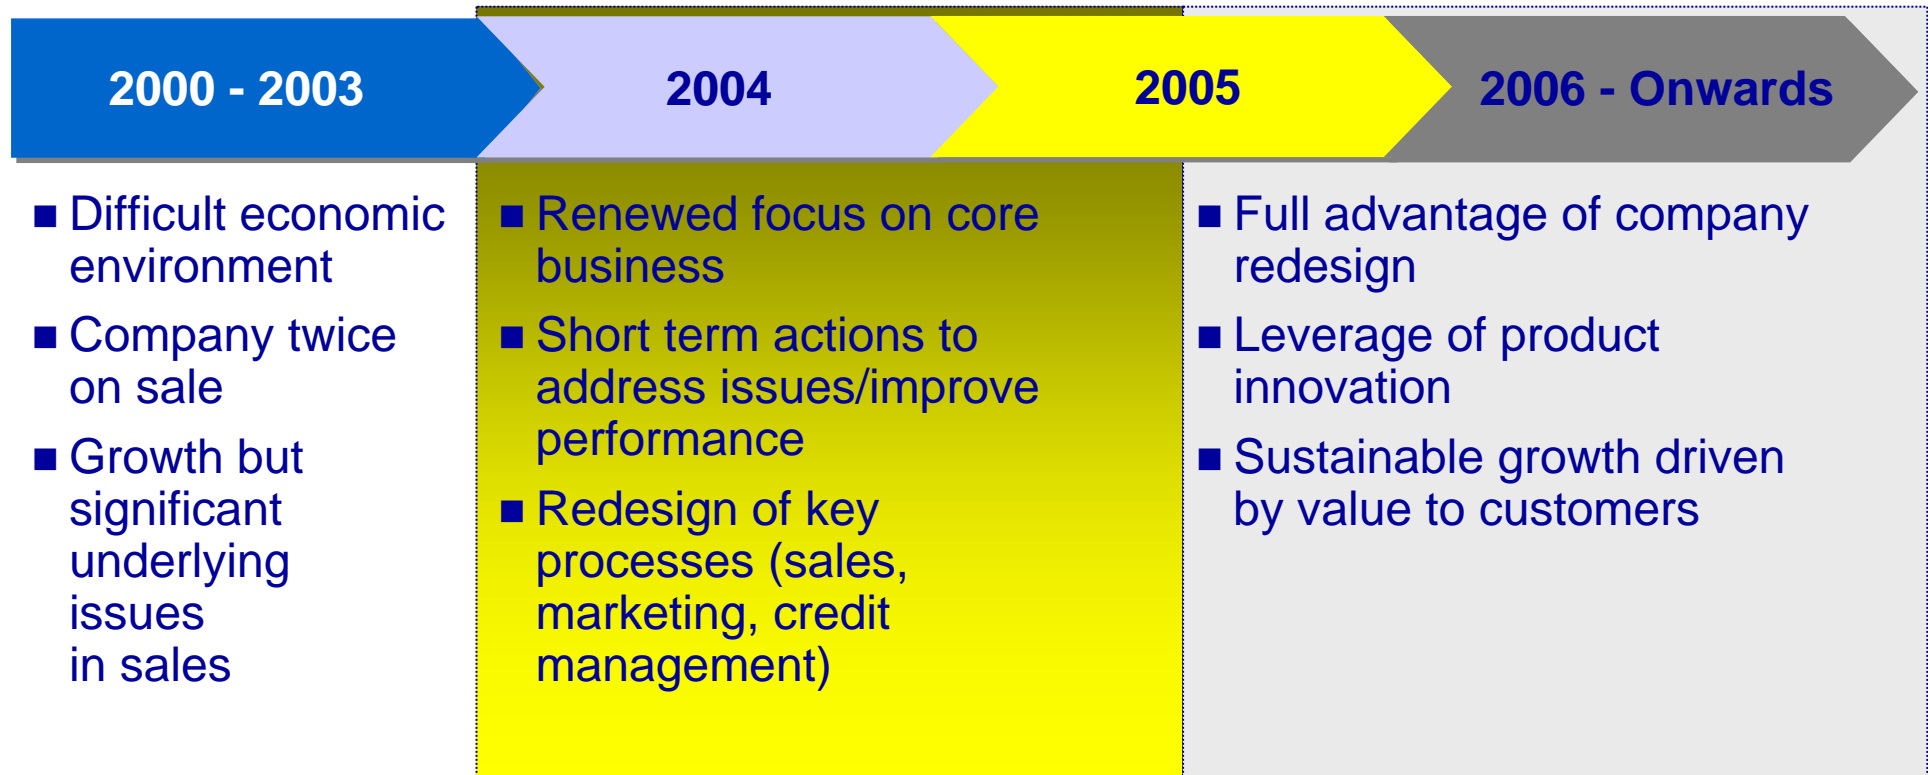 2000 - 2003
2004
2005
2006 - Onwards
■ Difficult economic
environment
■ Company twice
on sale
■ Growth but
significant
underlying
issues
in sales
■ Renewed focus on core
business
■ Short term actions to
address issues/improve
performance
■ Redesign of key
processes (sales,
marketing, credit
management)
■ Full advantage of company
redesign
■ Leverage of product
innovation
■ Sustainable growth driven
by value to customers